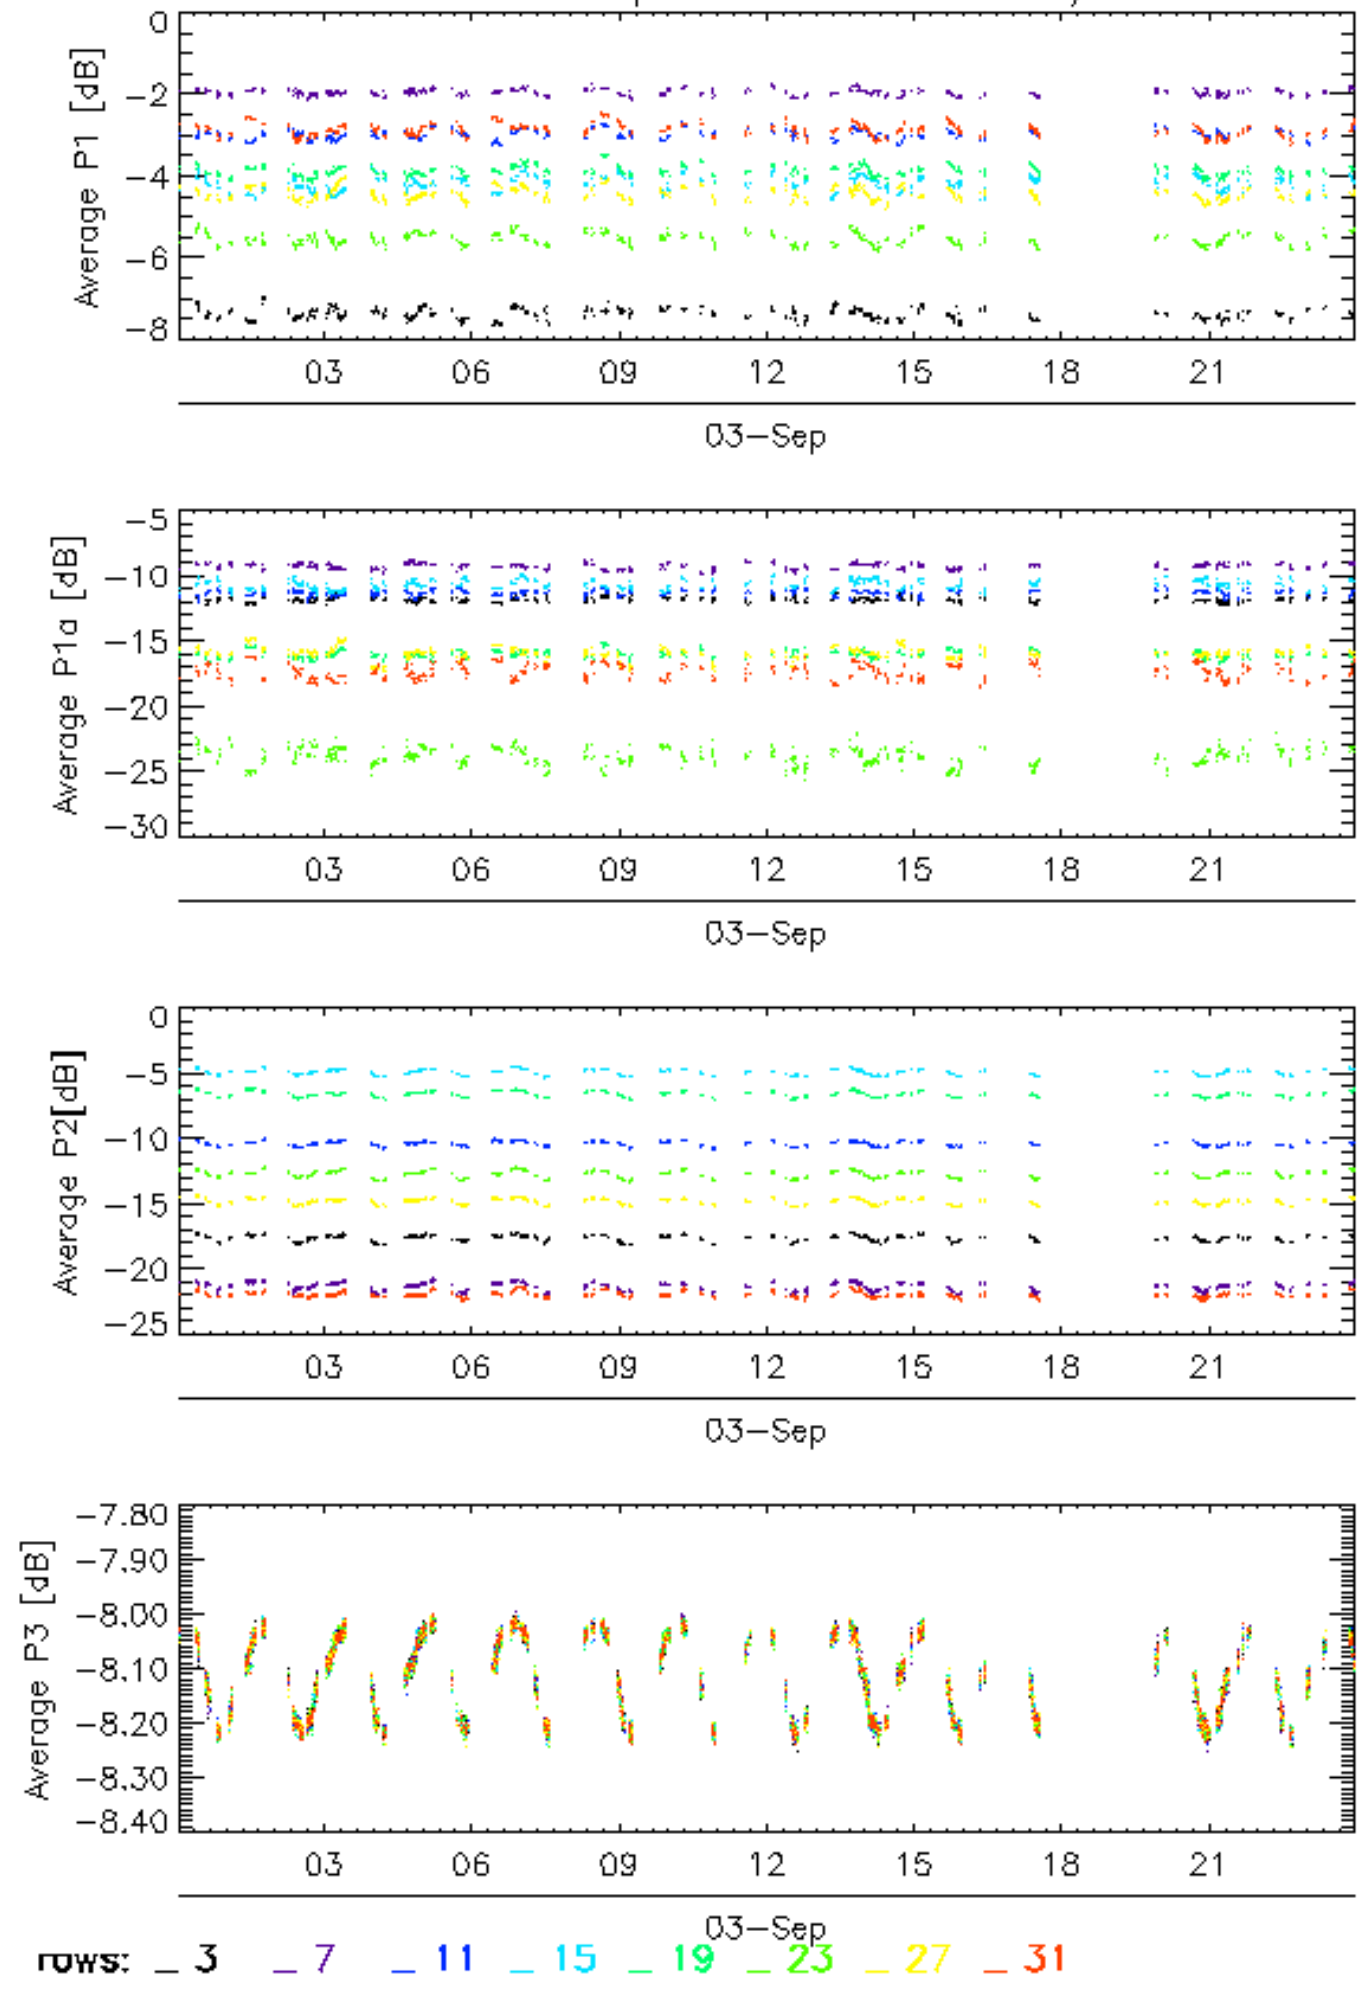 Average P1 [dB]
0
−2
−4
−6
−8
03 06 09 12 15 18 21
03−Sep
Average P1a [dB]
−5
−10
−15
−20
−25
−30
03 06 09 12 15 18 21
03−Sep
Average P2[dB]
0
−5
−10
−15
−20
−25
03 06 09 12 15 18 21
03−Sep
Average P3 [dB]
−7.80
−7.90
−8.00
−8.10
−8.20
−8.30
−8.40
03 06 09 12 15 18 21
03−Sep
rows: _ 3 _ 7 _ 11 _ 15 _ 19 _ 23 _ 27 _ 31